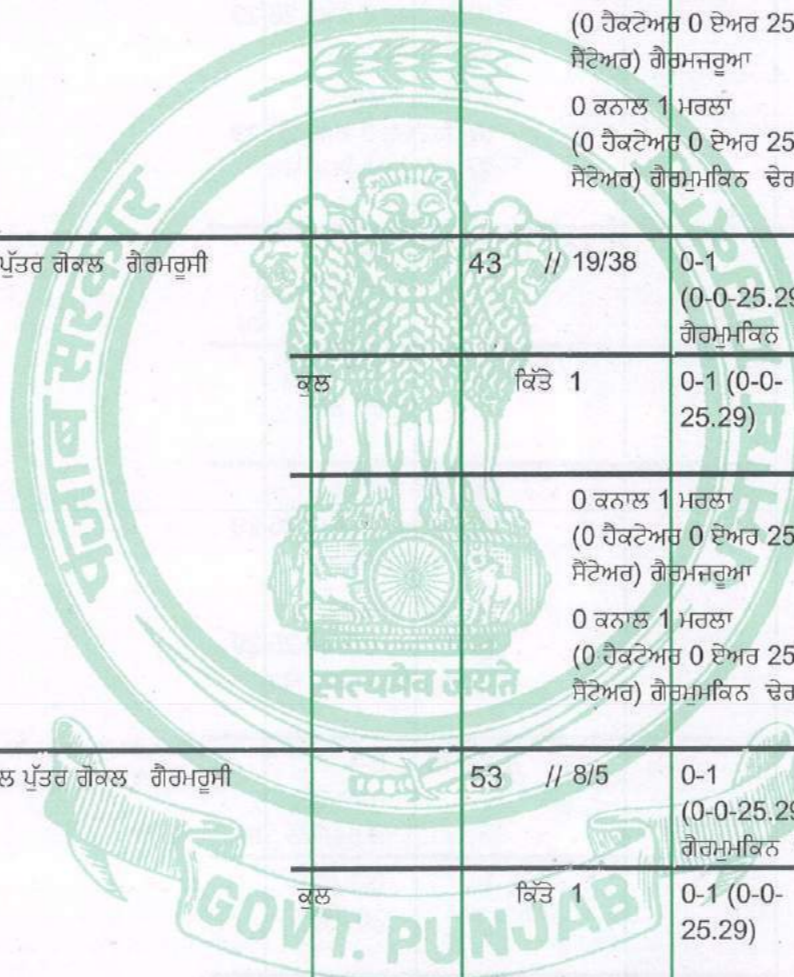 (0 ਹੈਕਟੇਅਰ 0 ਏਅਰ 25
ਸੈਂਟੇਅਰ) ਗੈਰਮਜਰੂਆ
0 ਕਨਾਲ 1 ਮਰਲਾ
(0 ਹੈਕਟੇਅਰ 0 ਏਅਰ 25
ਸੈਂਟੇਅਰ) ਗੈਰਮੁਮਕਿਨ ਢੇਰ
ਪੁੱਤਰ ਗੋਕਲ ਗੈਰਮਰੂਸੀ 43 // 19/38 0-1
(0-0-25.29
ਗੈਰਮੁਮਕਿਨ
ਕੁਲ ਕਿੱਤੇ 1 0-1 (0-0-
25.29)
0 ਕਨਾਲ 1 ਮਰਲਾ
(0 ਹੈਕਟੇਅਰ 0 ਏਅਰ 25
ਸੈਂਟੇਅਰ) ਗੈਰਮਜਰੂਆ
0 ਕਨਾਲ 1 ਮਰਲਾ
(0 ਹੈਕਟੇਅਰ 0 ਏਅਰ 25
ਸੈਂਟੇਅਰ) ਗੈਰਮੁਮਕਿਨ ਢੇਰ
ਲ ਪੁੱਤਰ ਗੋਕਲ ਗੈਰਮਰੂਸੀ 53 // 8/5 0-1
(0-0-25.29
ਗੈਰਮੁਮਕਿਨ
ਕੁਲ ਕਿੱਤੇ 1 0-1 (0-0-
25.29)
पंजाब सरकार
सत्यमेव जयते
GOVT. PUNJAB